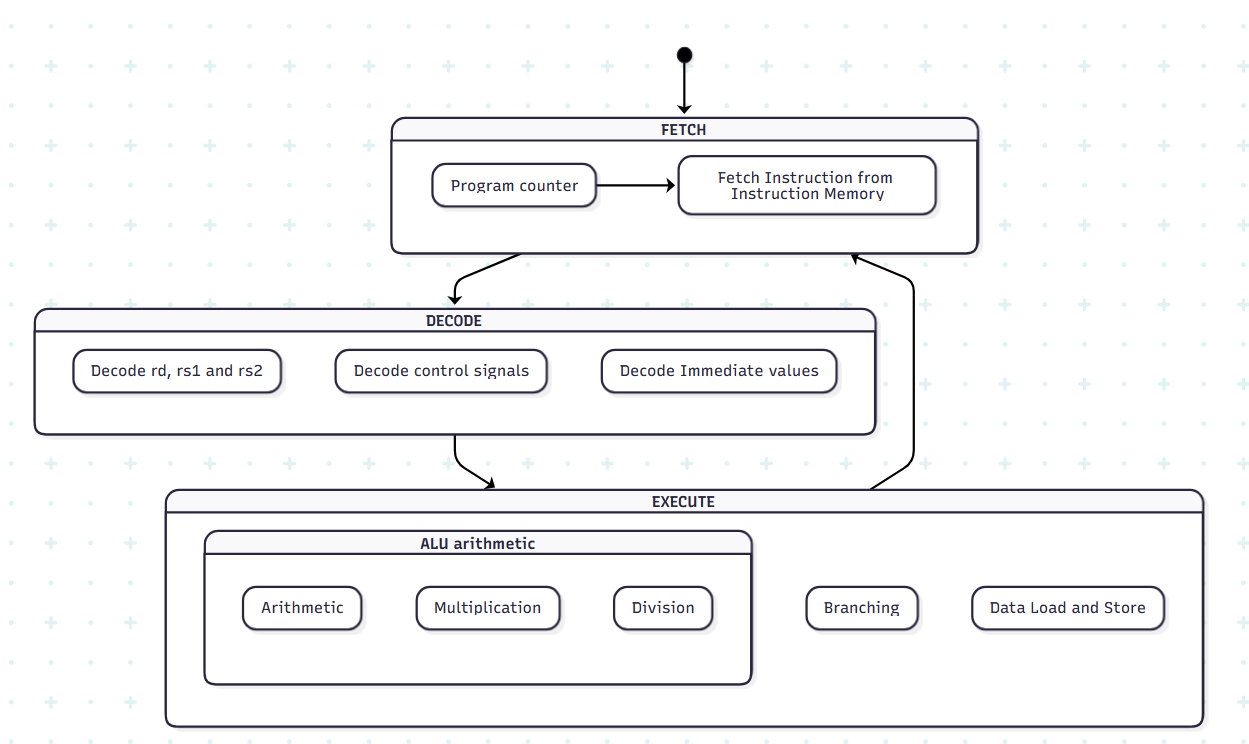 FETCH
Program counter
Fetch Instruction from
Instruction Memory
DECODE
Decode rd, rs1 and rs2
Decode control signals
Decode Immediate values
EXECUTE
ALU arithmetic
Arithmetic
Multiplication
Division
Branching
Data Load and Store